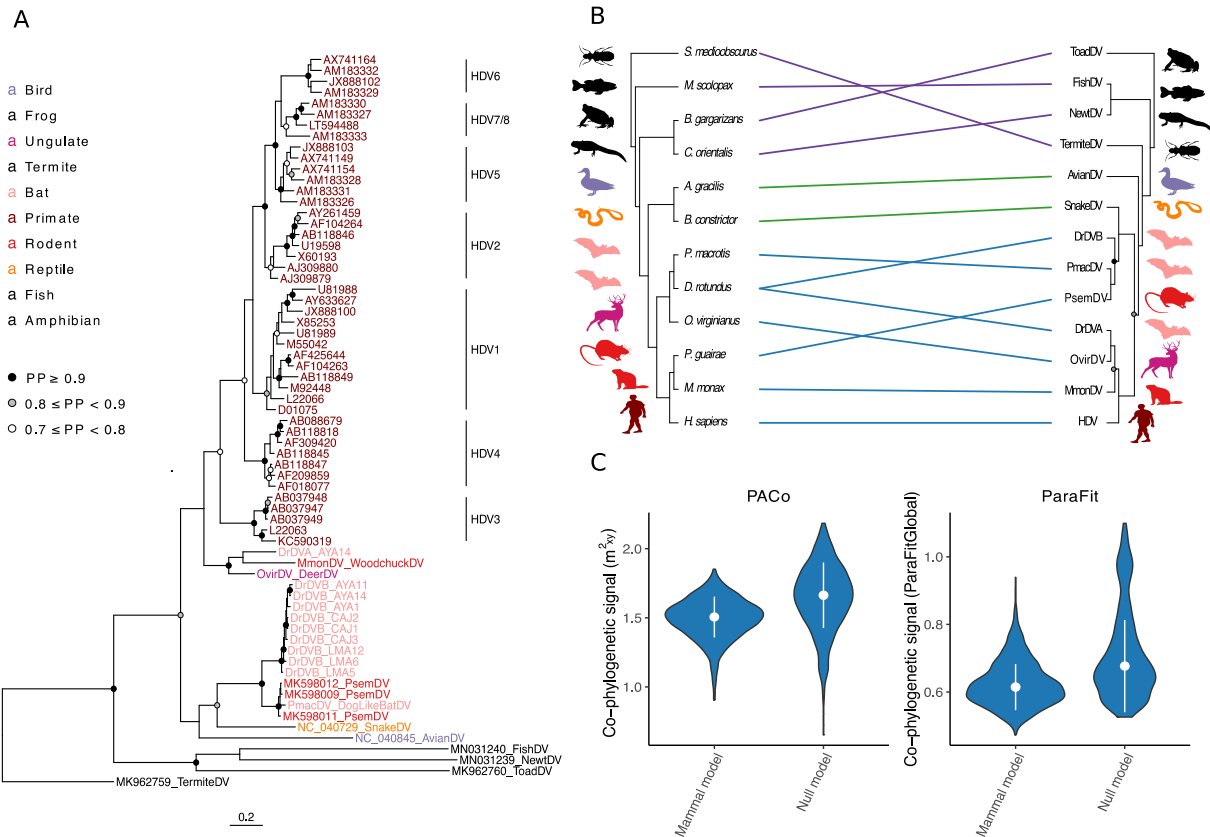 A
a Bird
a Frog
a Ungulate
a Termite
a Bat
a Primate
a Rodent
a Reptile
a Fish
a Amphibian
PP ≥ 0.9
0.8 ≤ PP < 0.9
0.7 ≤ PP < 0.8
AX741164
AM183332
JX888102
AM183329
HDV6
AM183330
AM183327
LT594488
AM183333
HDV7/8
JX888103
AX741149
AX741154
AM183328
AM183331
AM183326
HDV5
AY261459
AF104264
AB118846
U19598
X60193
AJ309880
AJ309879
HDV2
U81988
AY633627
JX888100
X85253
U81989
M55042
AF425644
AF104263
AB118849
M92448
L22066
D01075
HDV1
AB088679
AB118818
AF309420
AB118845
AB118847
AF209859
AF018077
HDV4
AB037948
AB037947
AB037949
L22063
KC590319
HDV3
DrDVA_AYA14
MmonDV_WoodchuckDV
OvirDV_DeerDV
DrDVB_AYA11
DrDVB_AYA14
DrDVB_AYA1
DrDVB_CAJ2
DrDVB_CAJ1
DrDVB_CAJ3
DrDVB_LMA12
DrDVB_LMA6
DrDVB_LMA5
MK598012_PsemDV
MK598009_PsemDV
PmacDV_DogLikeBatDV
MK598011_PsemDV
NC_040729_SnakeDV
NC_040845_AvianDV
MN031240_FishDV
MN031239_NewtDV
MK962760_ToadDV
MK962759_TermiteDV
0.2
B
S. medioobscurus
M. scolopax
B. gargarizans
C. orientalis
A. gracilis
B. constrictor
P. macrotis
D. rotundus
O. virginianus
P. guairae
M. monax
H. sapiens
ToadDV
FishDV
NewtDV
TermiteDV
AvianDV
SnakeDV
DrDVB
PmacDV
PsemDV
DrDVA
OvirDV
MmonDV
HDV
C
PACo
Co-phylogenetic signal (m²xy)
2.0
1.5
1.0
Mammal model
Null model
ParaFit
Co-phylogenetic signal (ParaFitGlobal)
1.0
0.8
0.6
Mammal model
Null model